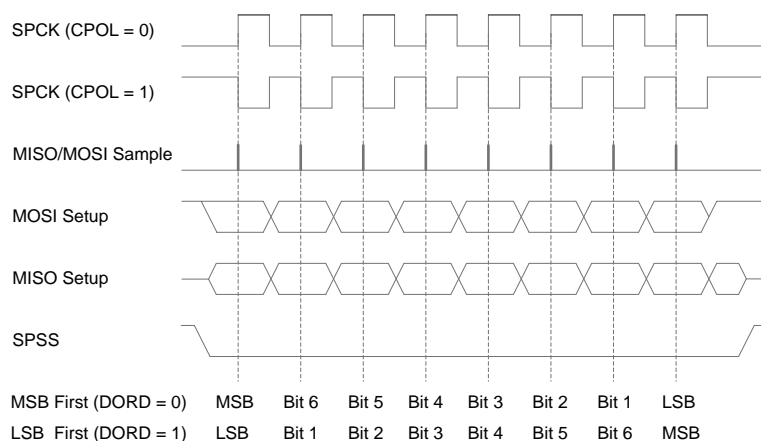 SPCK (CPOL = 0)
SPCK (CPOL = 1)
MISO/MOSI Sample
MOSI Setup
MISO Setup
SPSS
MSB First (DORD = 0) MSB Bit 6 Bit 5 Bit 4 Bit 3 Bit 2 Bit 1 LSB
LSB First (DORD = 1) LSB Bit 1 Bit 2 Bit 3 Bit 4 Bit 5 Bit 6 MSB